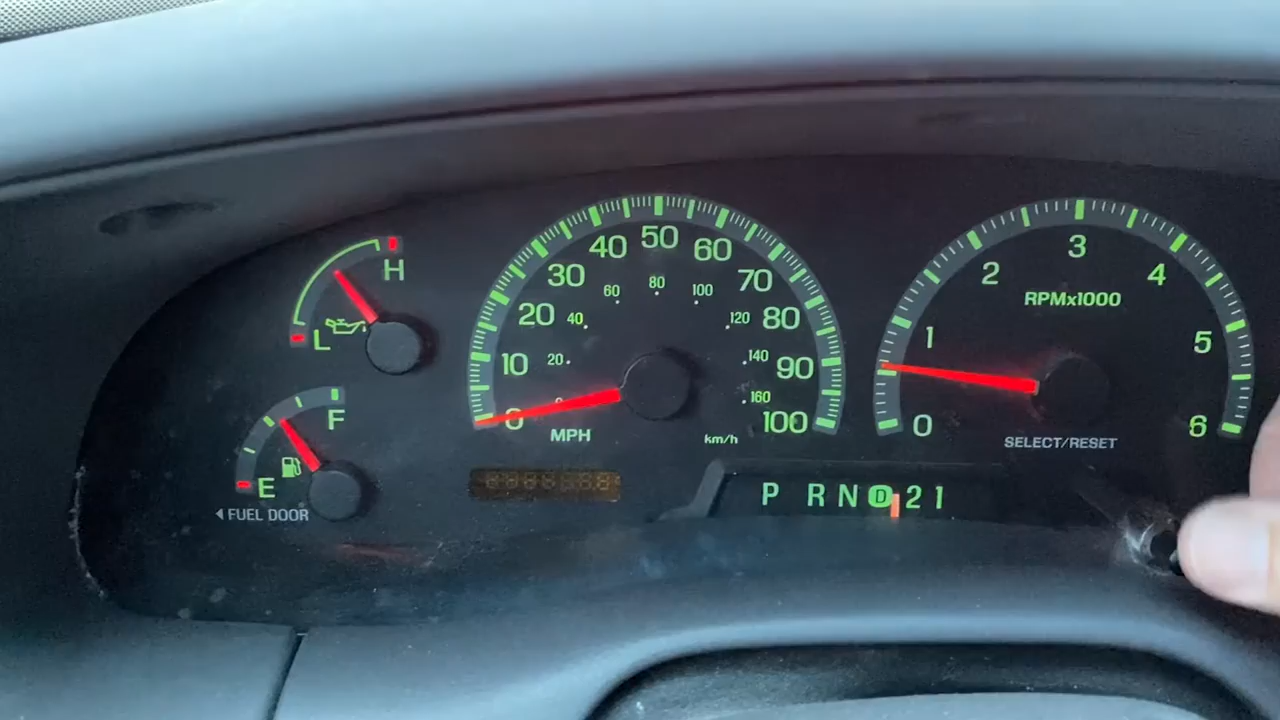 H
L
F
E
◀ FUEL DOOR
0 10 20 30 40 50 60 70 80 90 100
20 40 60 80 100 120 140 160
MPH
km/h
0 1 2 3 4 5 6
RPMx1000
SELECT/RESET
P R N D 2 1